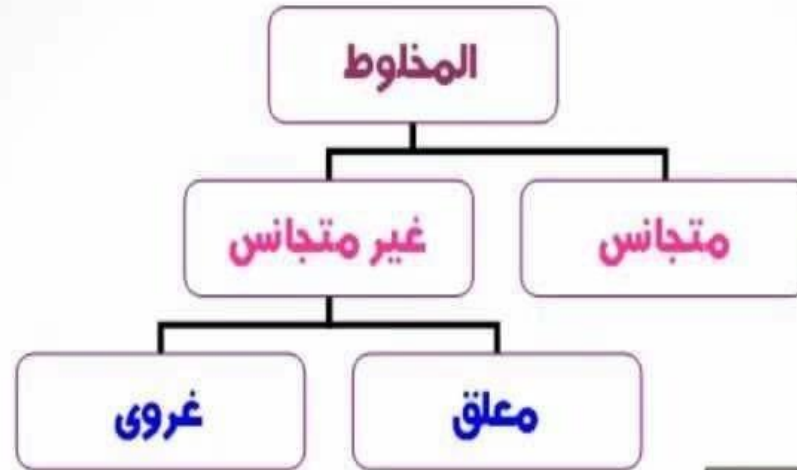 المخلوط
متجانس
غير متجانس
معلق
غروى